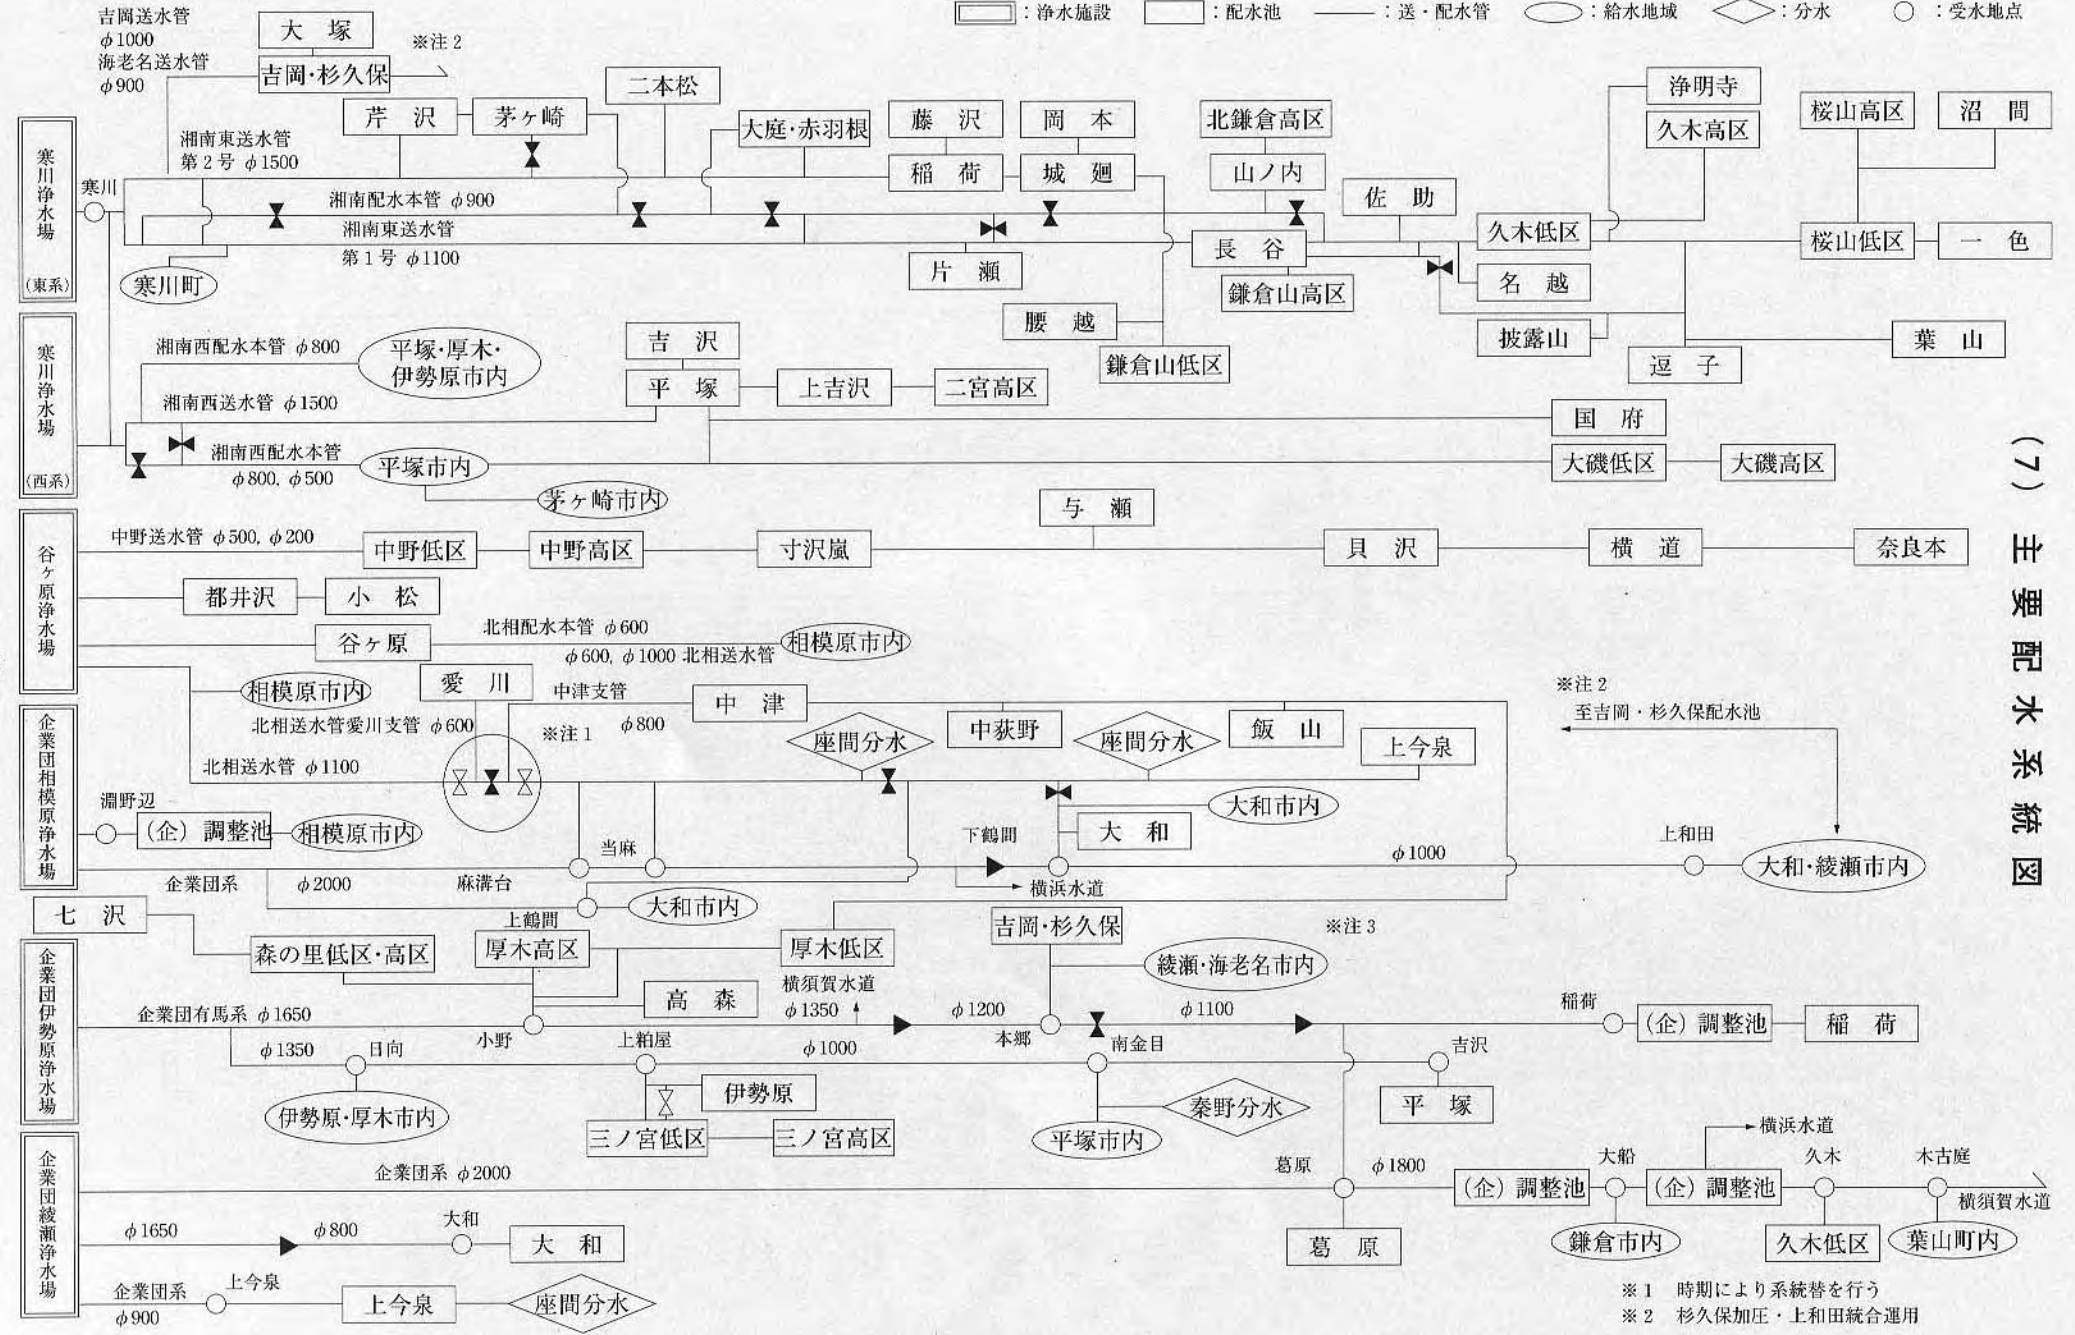 ：浄水施設
：配水池
：送・配水管
：給水地域
：分水
：受水地点
(7) 主要配水系統図
吉岡送水管
φ1000
海老名送水管
φ900
大塚
吉岡・杉久保
※注2
芹沢
茅ヶ崎
二本松
大庭・赤羽根
藤沢
稲荷
岡本
城廻
北鎌倉高区
山ノ内
佐助
浄明寺
久木高区
桜山高区
沼間
寒川浄水場
(東系)
寒川
湘南東送水管
第2号 φ1500
湘南配水本管 φ900
湘南東送水管
第1号 φ1100
寒川町
片瀬
長谷
鎌倉山高区
久木低区
名越
桜山低区
一色
腰越
鎌倉山低区
披露山
逗子
葉山
寒川浄水場
(西系)
湘南西配水本管 φ800
平塚・厚木・
伊勢原市内
吉沢
平塚
上吉沢
二宮高区
湘南西送水管 φ1500
国府
湘南西配水本管
φ800, φ500
平塚市内
大磯低区
大磯高区
茅ヶ崎市内
谷ヶ原浄水場
中野送水管 φ500, φ200
中野低区
中野高区
寸沢嵐
与瀬
貝沢
横道
奈良本
都井沢
小松
谷ヶ原
北相配水本管 φ600
φ600, φ1000 北相送水管
相模原市内
相模原市内
愛川
北相送水管愛川支管 φ600
中津支管
φ800
※注1
中津
座間分水
中荻野
座間分水
飯山
上今泉
※注2
至吉岡・杉久保配水池
北相送水管 φ1100
企業団相模原浄水場
淵野辺
(企) 調整池
相模原市内
当麻
大和市内
大和
下鶴間
φ1000
上和田
大和・綾瀬市内
企業団系
φ2000
麻溝台
横浜水道
上鶴間
大和市内
七沢
企業団伊勢原浄水場
森の里低区・高区
厚木高区
厚木低区
吉岡・杉久保
※注3
綾瀬・海老名市内
高森
横須賀水道
企業団有馬系 φ1650
小野
φ1350
φ1200
本郷
φ1100
稲荷
(企) 調整池
稲荷
φ1350
日向
上粕屋
φ1000
南金目
吉沢
伊勢原・厚木市内
伊勢原
三ノ宮低区
三ノ宮高区
秦野分水
平塚市内
平塚
企業団綾瀬浄水場
企業団系 φ2000
葛原
φ1800
(企) 調整池
大船
(企) 調整池
横浜水道
久木
木古庭
横須賀水道
葛原
鎌倉市内
久木低区
葉山町内
φ1650
φ800
大和
大和
企業団系
φ900
上今泉
上今泉
座間分水
※1 時期により系統替を行う
※2 杉久保加圧・上和田統合運用